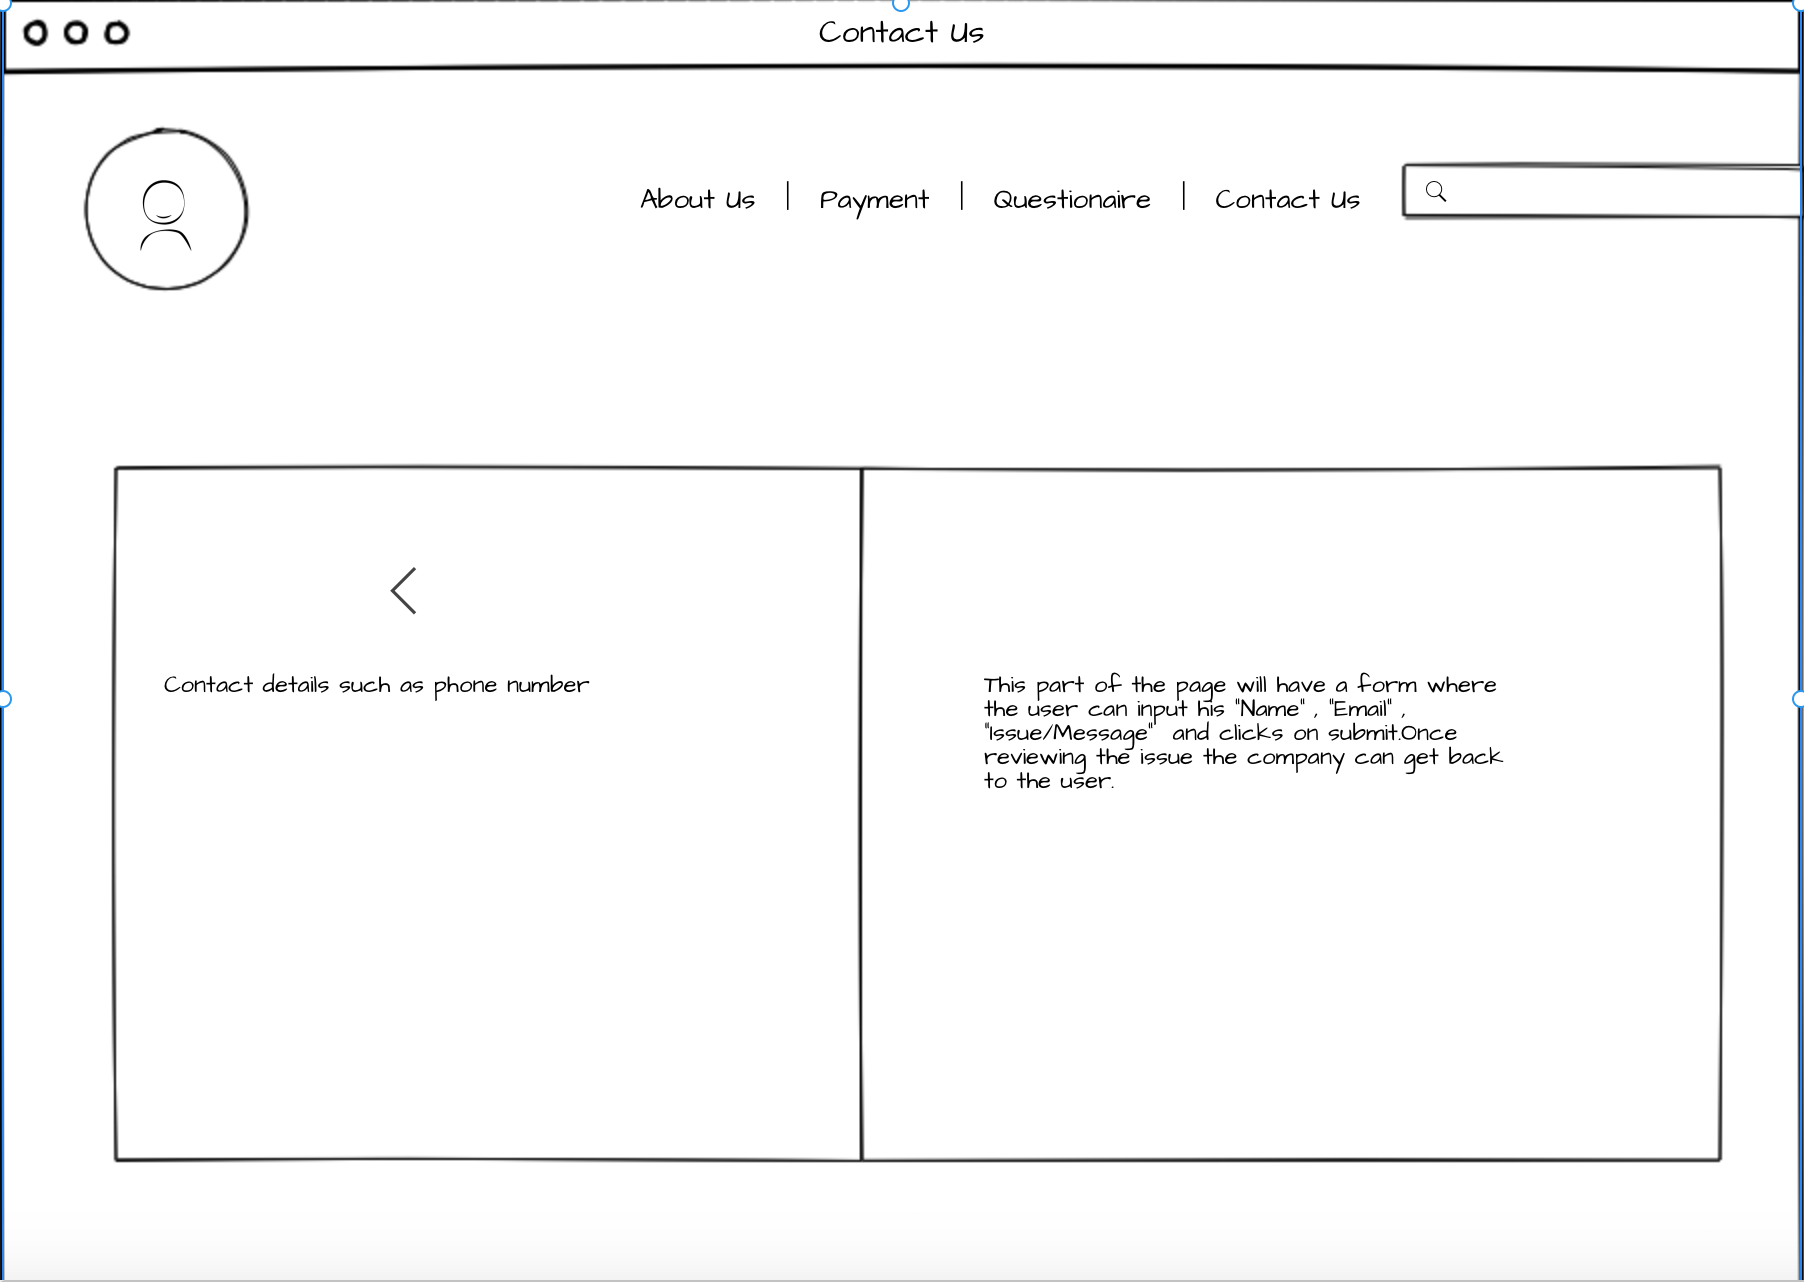 Contact Us
About Us | Payment | Questionaire | Contact Us
Contact details such as phone number
This part of the page will have a form where
the user can input his "Name" , "Email" ,
"Issue/Message"  and clicks on submit.Once
reviewing the issue the company can get back
to the user.